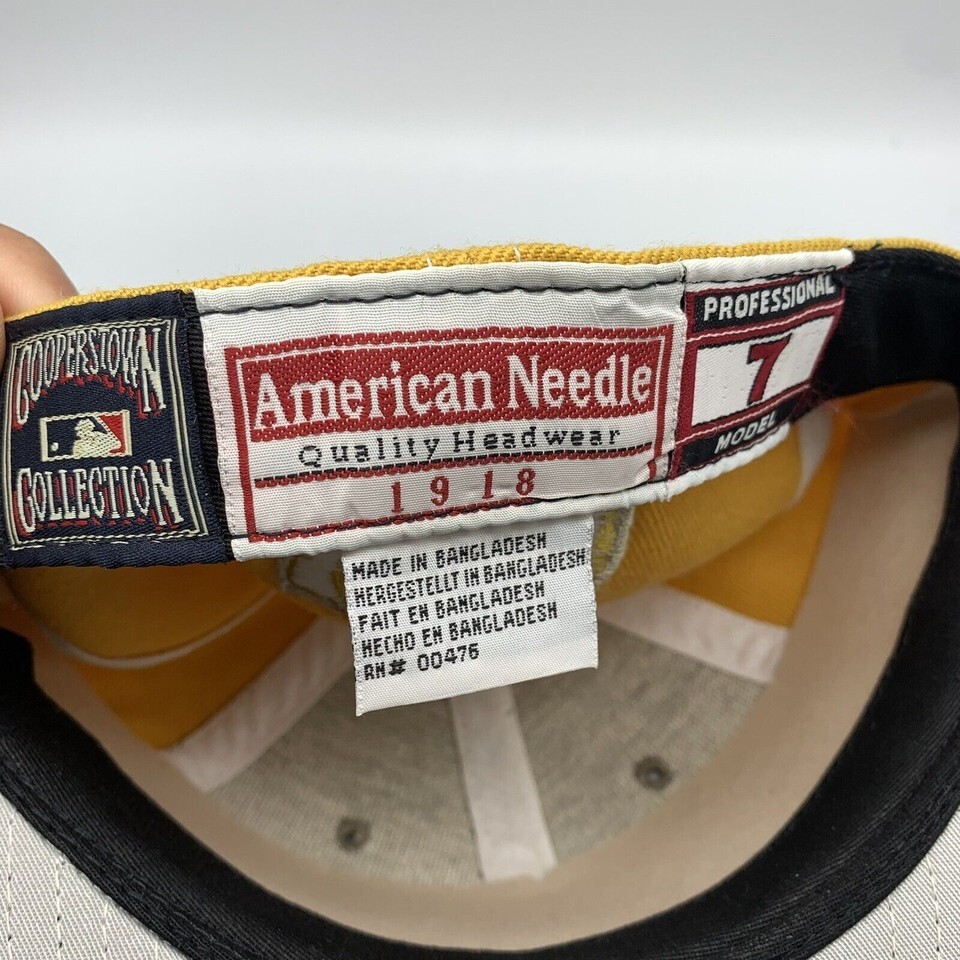 COOPERSTOWN
COLLECTION
American Needle
Quality Headwear
1918
PROFESSIONAL
7
MODEL
MADE IN BANGLADESH
HERGESTELLT IN BANGLADESH
FAIT EN BANGLADESH
HECHO EN BANGLADESH
RN# 00476